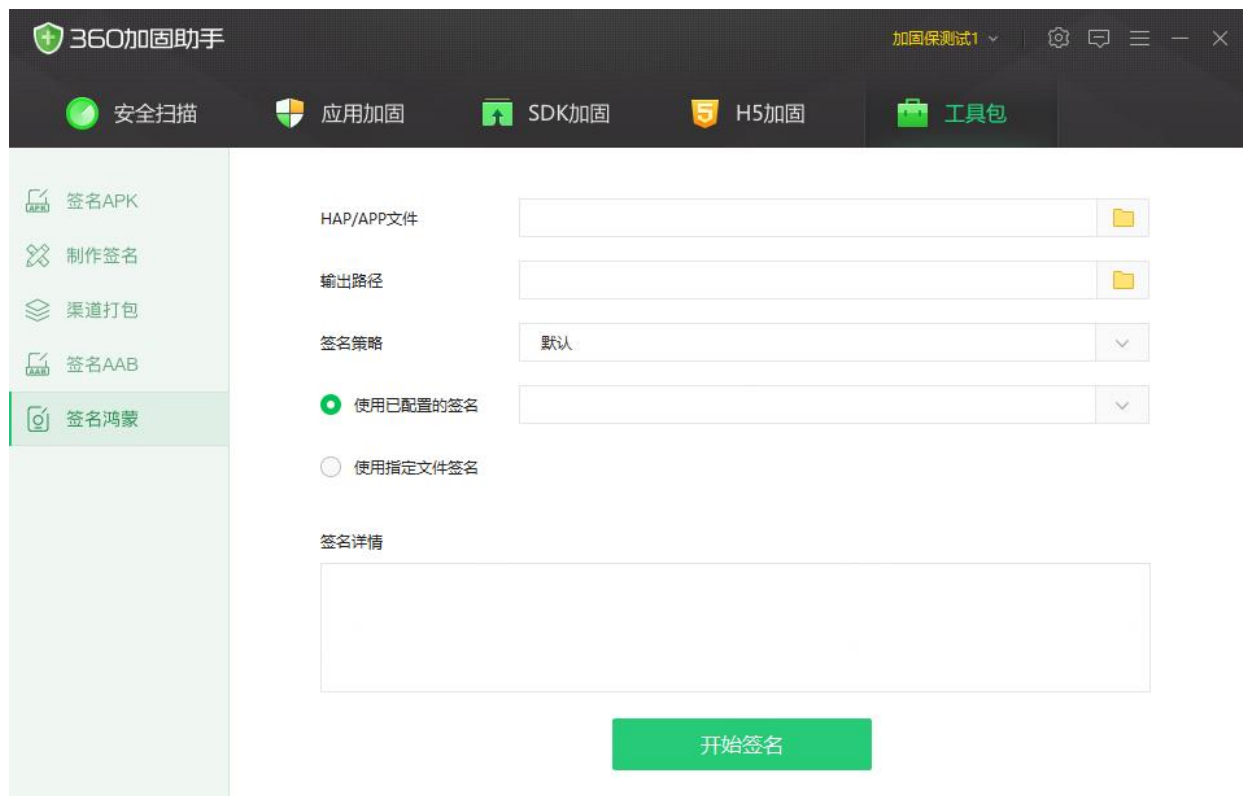 360加固助手
加固保测试1
安全扫描
应用加固
SDK加固
5 H5加固
工具包
APK 签名APK
制作签名
渠道打包
AAB 签名AAB
签名鸿蒙
HAP/APP文件
输出路径
签名策略 默认
使用已配置的签名
使用指定文件签名
签名详情
开始签名